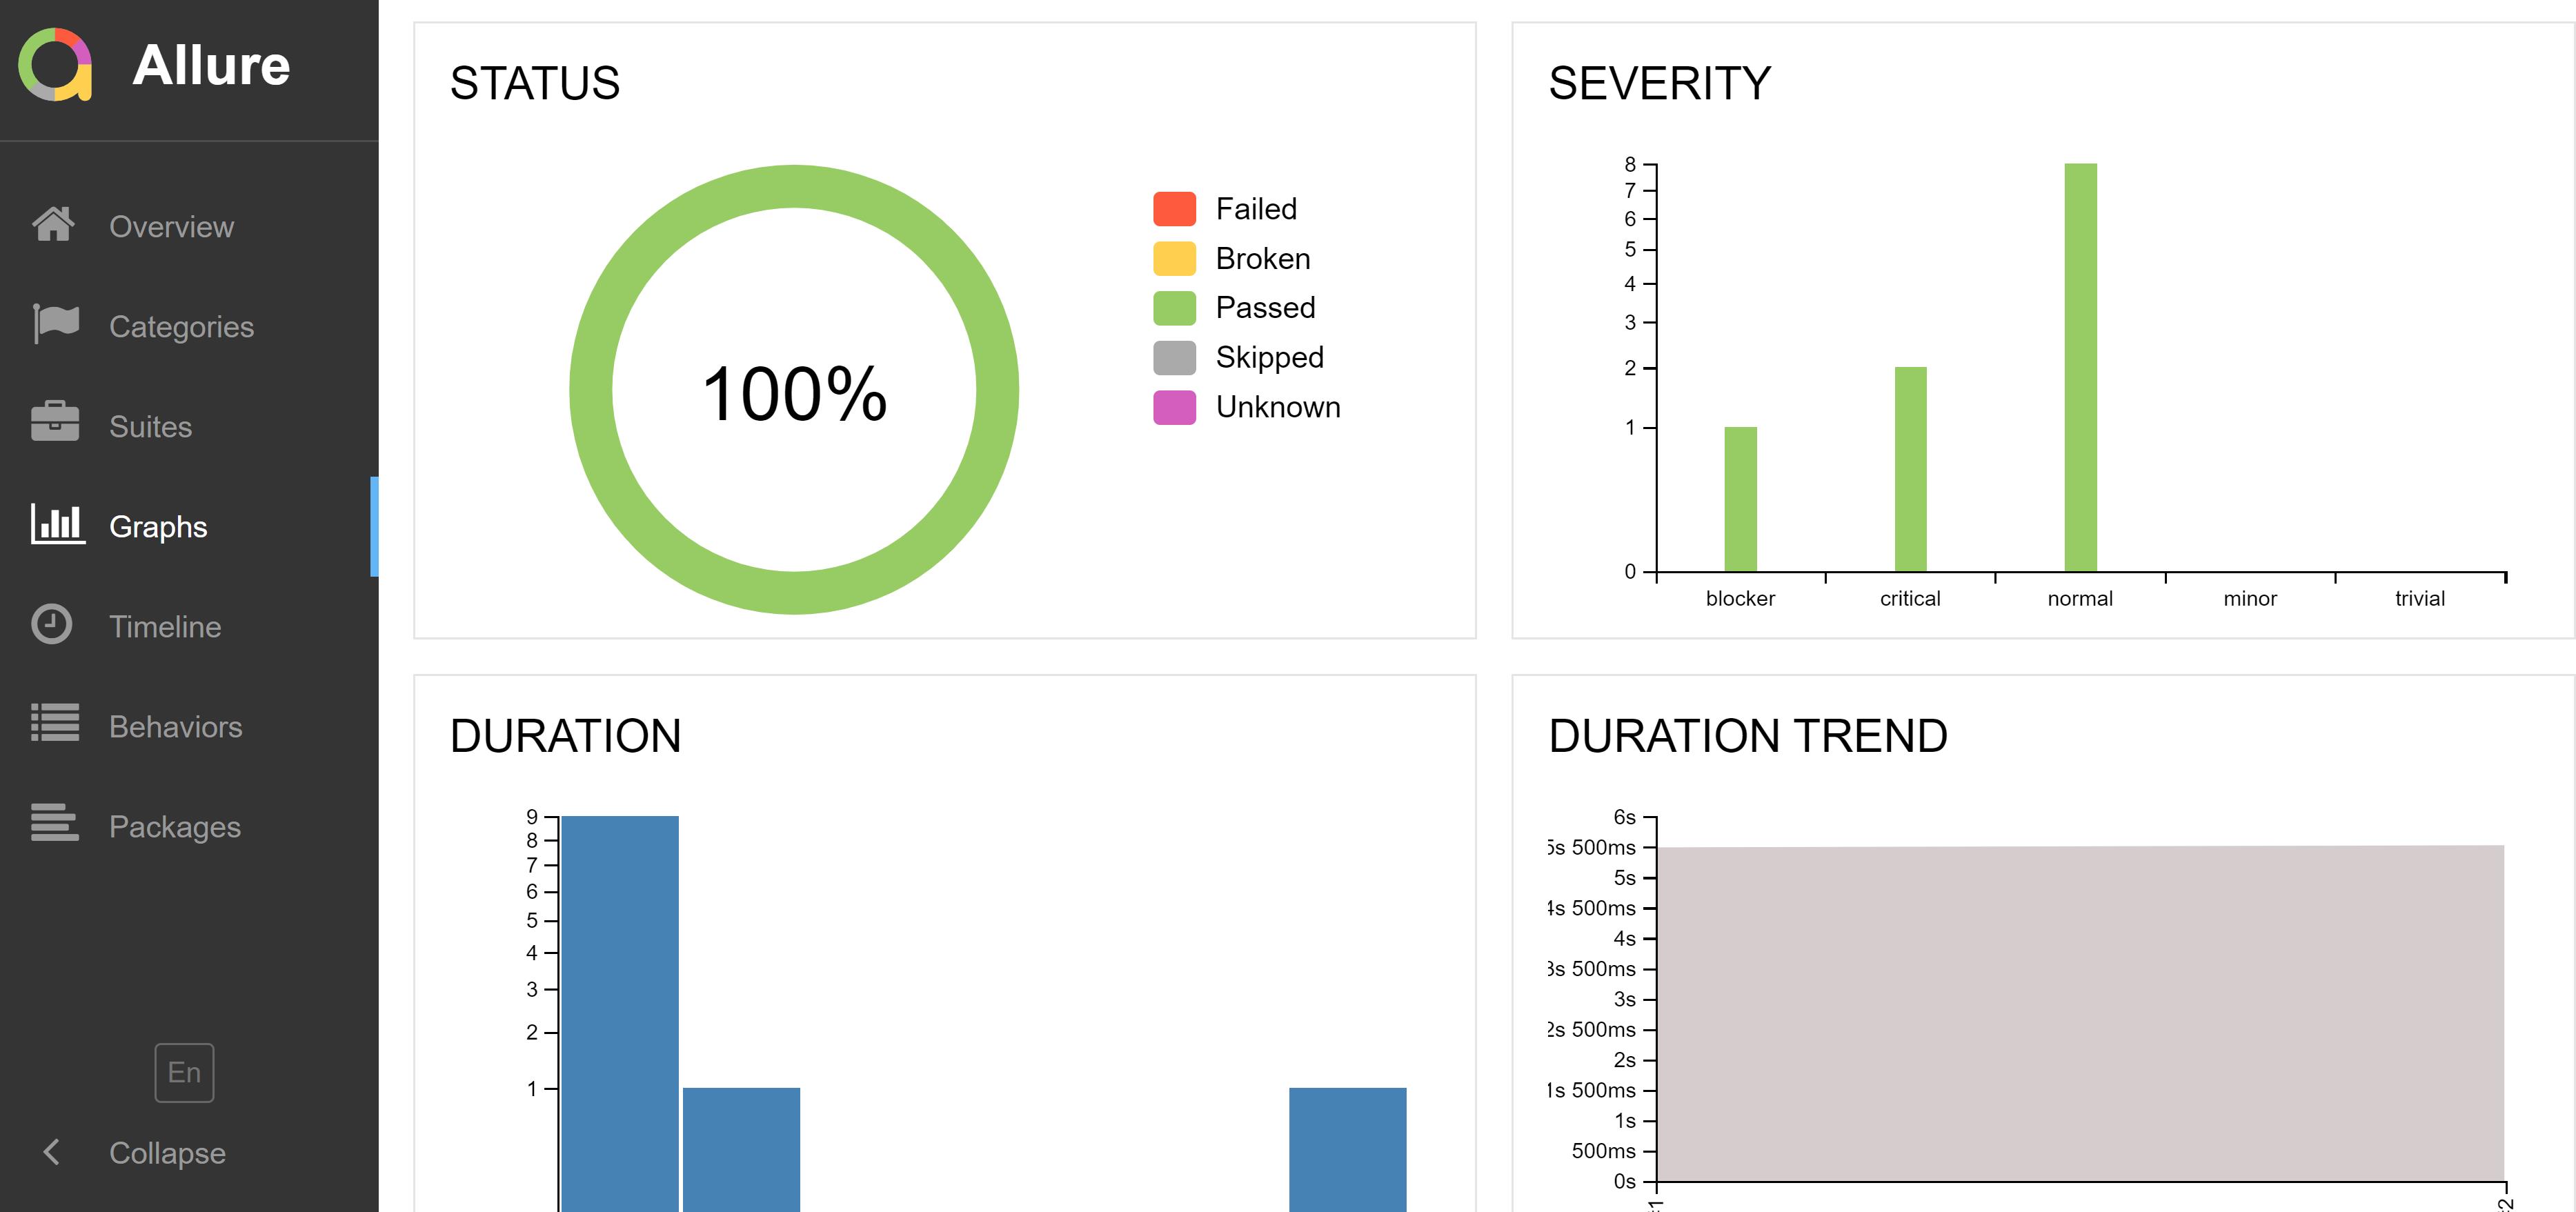 Allure
Overview
Categories
Suites
Graphs
Timeline
Behaviors
Packages
En
Collapse
STATUS
100%
Failed
Broken
Passed
Skipped
Unknown
SEVERITY
8
7
6
5
4
3
2
1
0
blocker critical normal minor trivial
DURATION
9
8
7
6
5
4
3
2
1
DURATION TREND
6s
5s 500ms
5s
4s 500ms
4s
3s 500ms
3s
2s 500ms
2s
1s 500ms
1s
500ms
0s